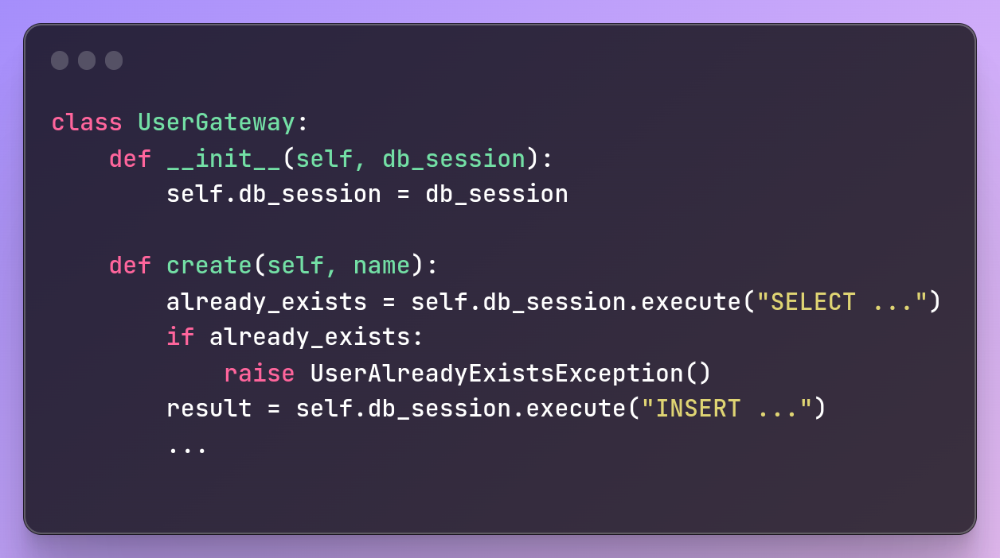 class UserGateway:
    def __init__(self, db_session):
        self.db_session = db_session

    def create(self, name):
        already_exists = self.db_session.execute("SELECT ...")
        if already_exists:
            raise UserAlreadyExistsException()
        result = self.db_session.execute("INSERT ...")
        ...